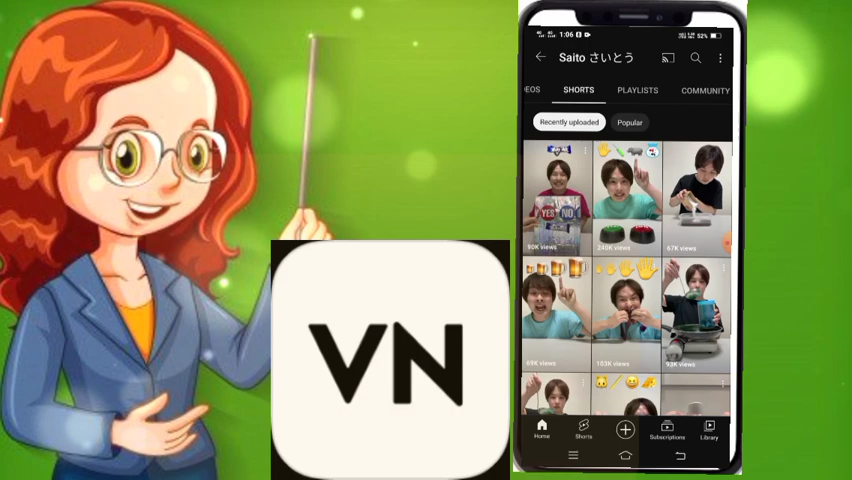 VN
1:06
52%
Saito さいとう
EOS
SHORTS
PLAYLISTS
COMMUNITY
Recently uploaded
Popular
YES
NO
90K views
240K views
67K views
69K views
103K views
93K views
Home
Shorts
Subscriptions
Library